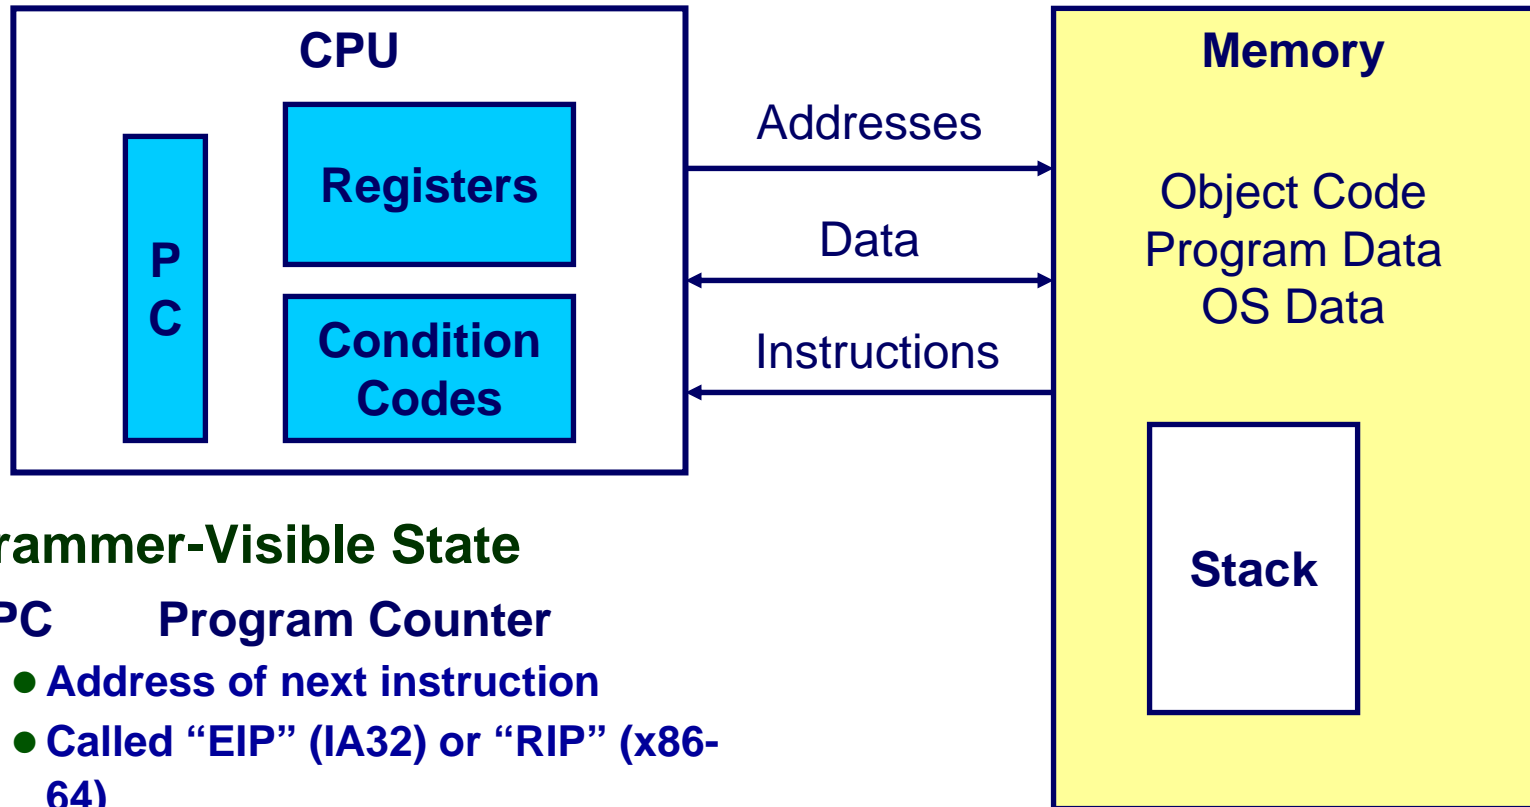 CPU
P
C
Registers
Condition
Codes
Addresses
Data
Instructions
Memory
Object Code
Program Data
OS Data
Stack
rammer-Visible State
PC Program Counter
● Address of next instruction
● Called “EIP” (IA32) or “RIP” (x86-
64)